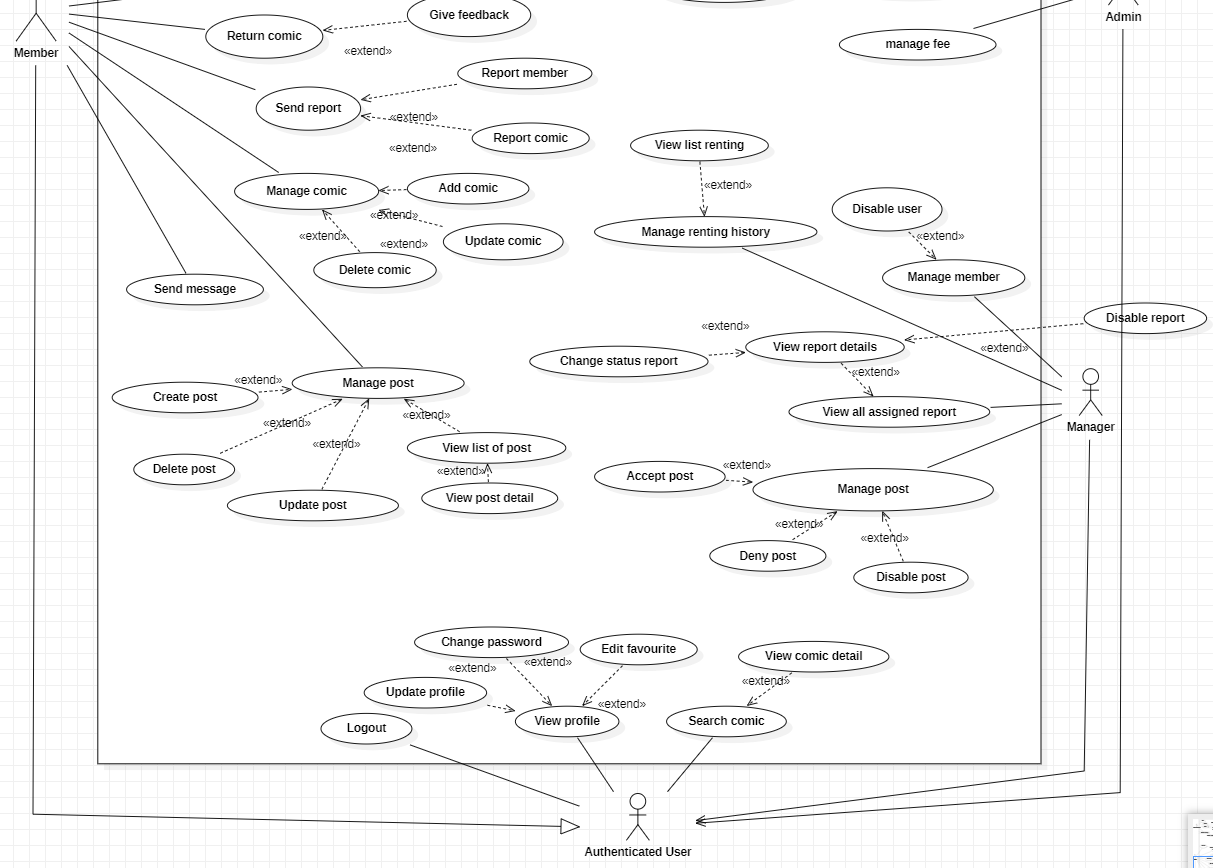 Give feedback
Admin
Return comic
manage fee
«extend»
Member
Report member
Send report
«extend»
Report comic
View list renting
«extend»
«extend»
Manage comic
Add comic
«extend»
Disable user
Manage renting history
«extend»
«extend»
«extend»
Update comic
Delete comic
Manage member
Send message
Disable report
«extend»
View report details
«extend»
Change status report
«extend»
Manage post
«extend»
Create post
View all assigned report
«extend»
«extend»
Manager
«extend»
View list of post
«extend»
Delete post
«extend»
Accept post
Manage post
View post detail
Update post
«extend»
«extend»
Deny post
Disable post
Change password
Edit favourite
View comic detail
«extend»
«extend»
«extend»
Update profile
«extend»
View profile
Search comic
Logout
Authenticated User